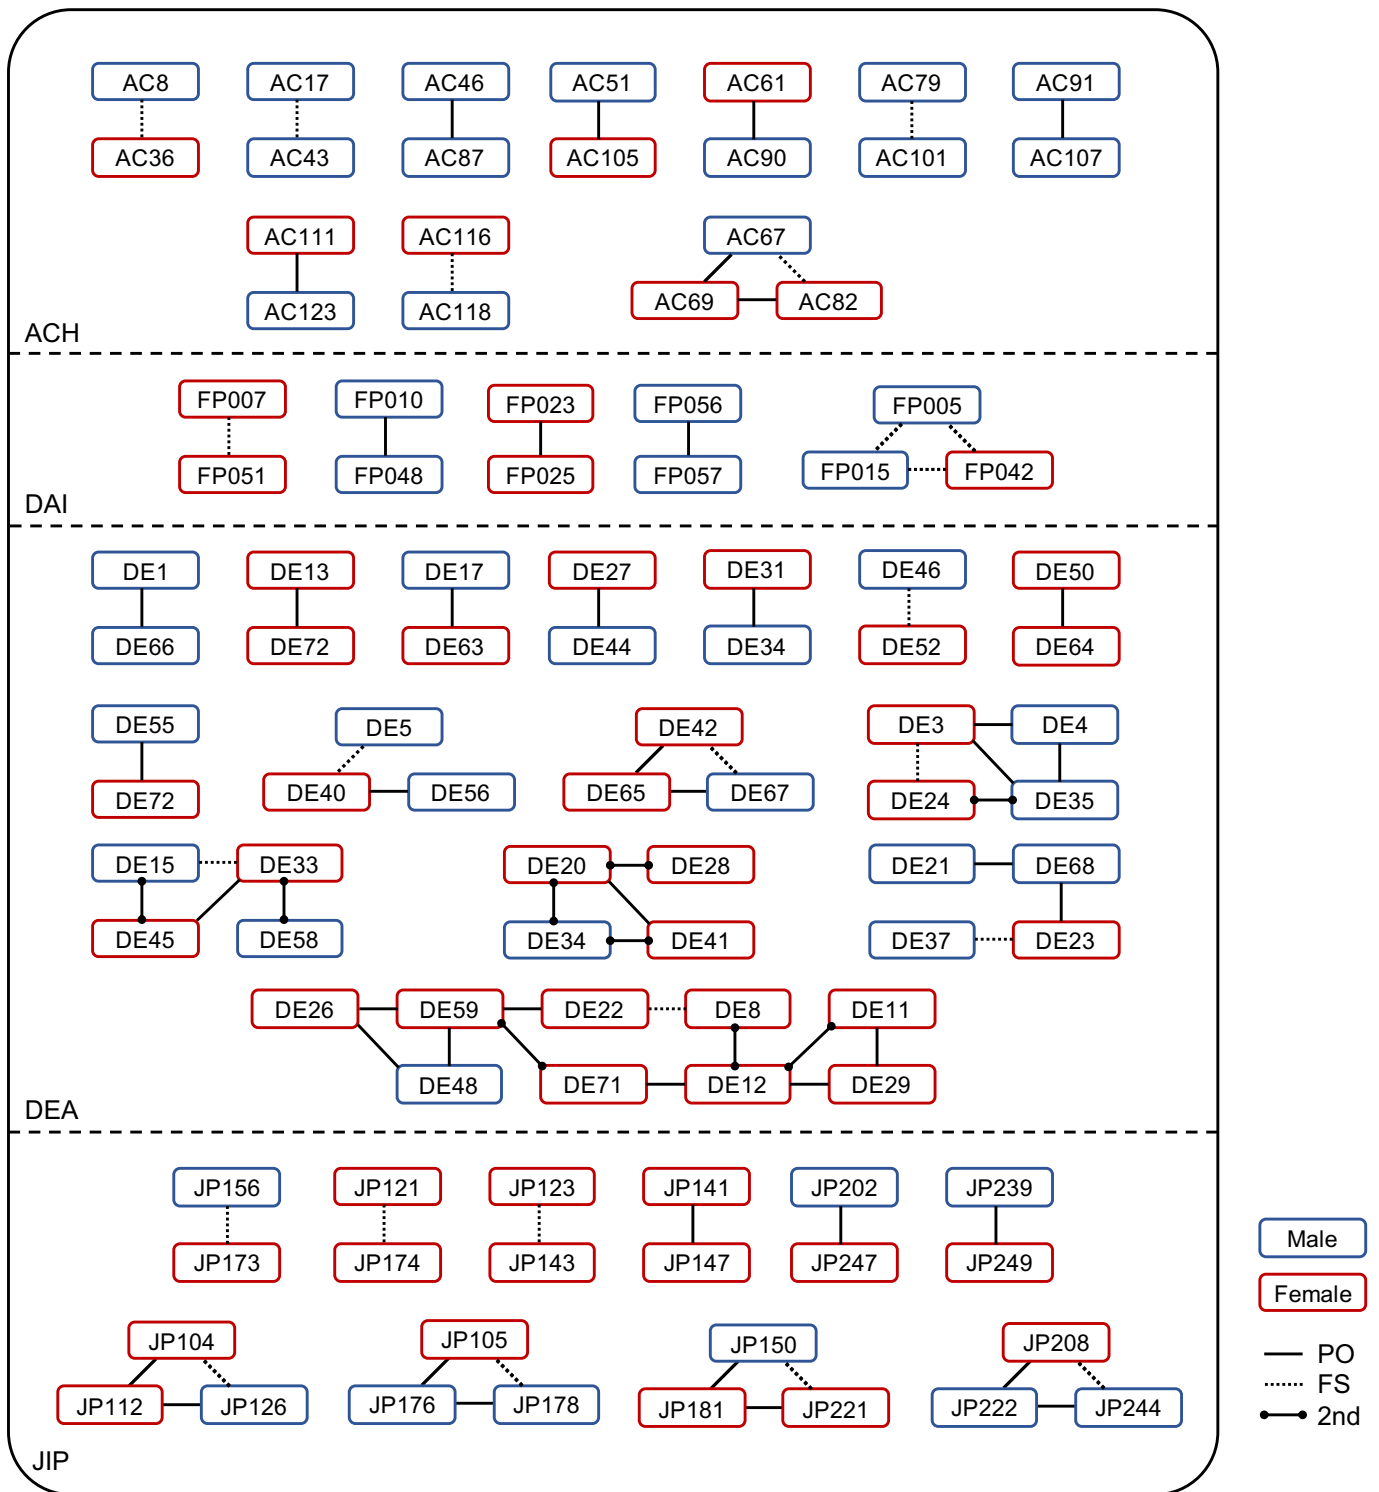 AC8 AC17 AC46 AC51 AC61 AC79 AC91
AC36 AC43 AC87 AC105 AC90 AC101 AC107
AC111 AC116 AC67
AC123 AC118 AC69 AC82
ACH
FP007 FP010 FP023 FP056 FP005
FP051 FP048 FP025 FP057 FP015 FP042
DAI
DE1 DE13 DE17 DE27 DE31 DE46 DE50
DE66 DE72 DE63 DE44 DE34 DE52 DE64
DE55 DE5 DE42 DE3 DE4
DE72 DE40 DE56 DE65 DE67 DE24 DE35
DE15 DE33 DE20 DE28 DE21 DE68
DE45 DE58 DE34 DE41 DE37 DE23
DE26 DE59 DE22 DE8 DE11
DE48 DE71 DE12 DE29
DEA
JP156 JP121 JP123 JP141 JP202 JP239
JP173 JP174 JP143 JP147 JP247 JP249
JP104 JP105 JP150 JP208
JP112 JP126 JP176 JP178 JP181 JP221 JP222 JP244
JIP
Male
Female
PO
FS
2nd